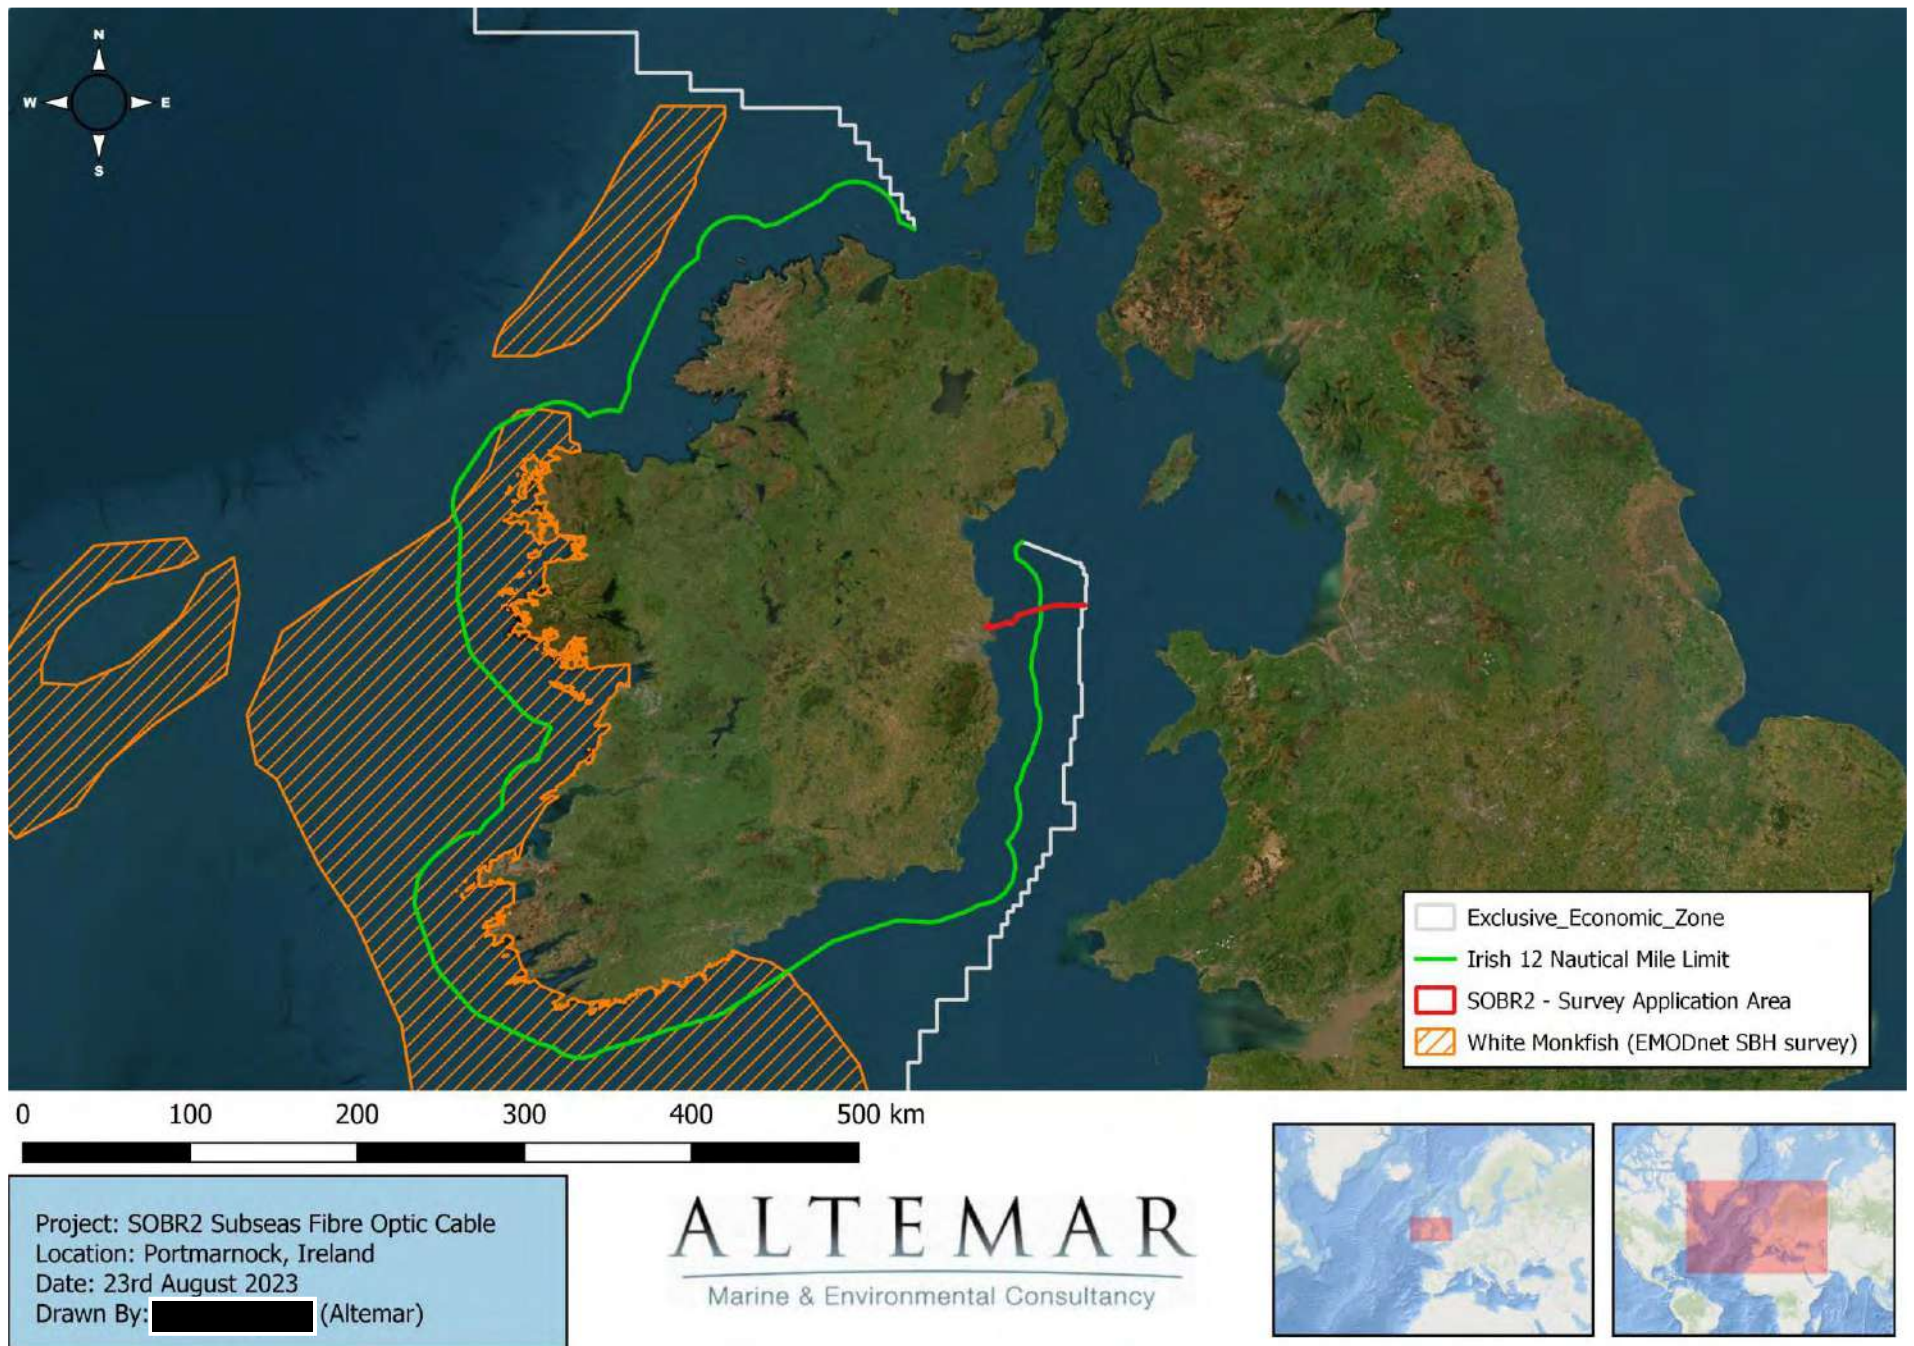 N
W E
S
Exclusive_Economic_Zone
Irish 12 Nautical Mile Limit
SOBR2 - Survey Application Area
White Monkfish (EMODnet SBH survey)
0 100 200 300 400 500 km
Project: SOBR2 Subseas Fibre Optic Cable
Location: Portmarnock, Ireland
Date: 23rd August 2023
Drawn By: (Altemar)
ALTEMAR
Marine & Environmental Consultancy